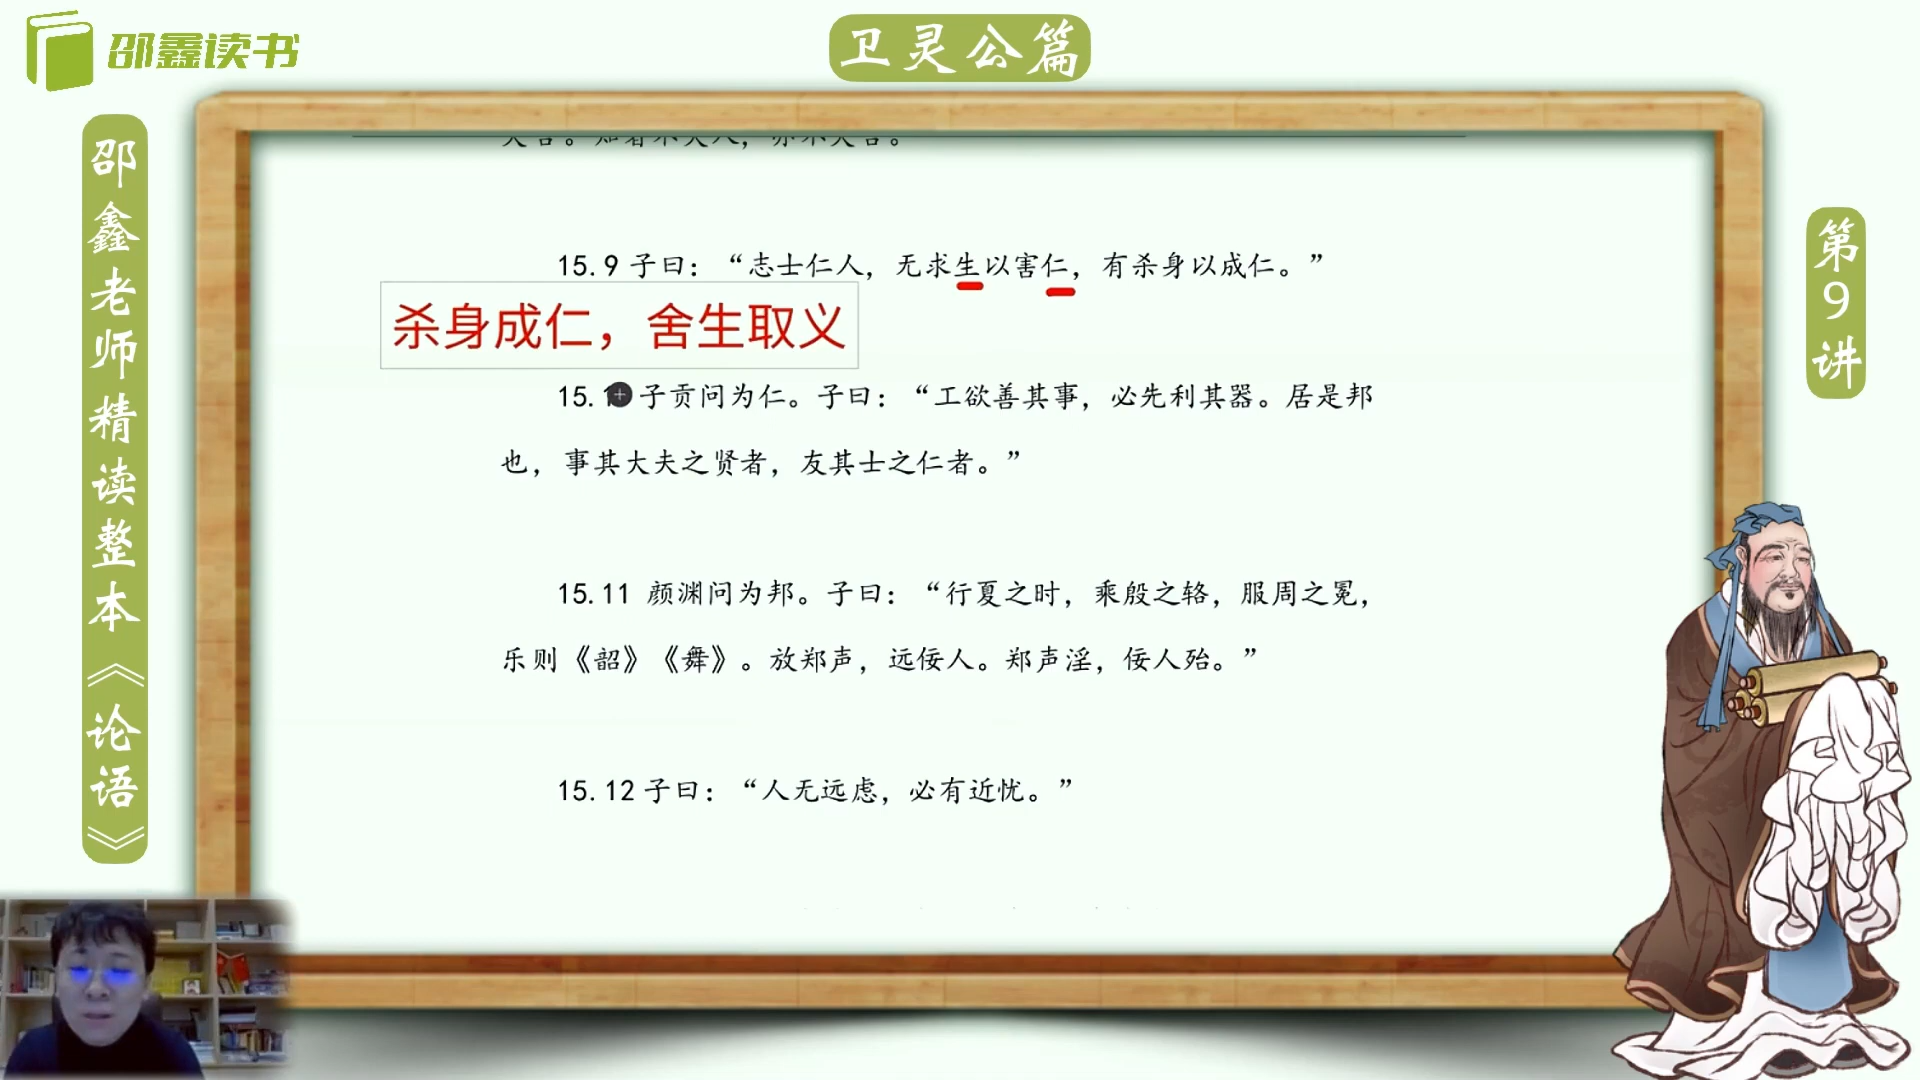 邵鑫读书
卫灵公篇
邵鑫老师精读整本《论语》
第9讲
15.9 子曰：“志士仁人，无求生以害仁，有杀身以成仁。”
杀身成仁，舍生取义
子贡问为仁。子曰：“工欲善其事，必先利其器。居是邦
也，事其大夫之贤者，友其士之仁者。”
15.11 颜渊问为邦。子曰：“行夏之时，乘殷之辂，服周之冕，
乐则《韶》《舞》。放郑声，远佞人。郑声淫，佞人殆。”
15.12 子曰：“人无远虑，必有近忧。”